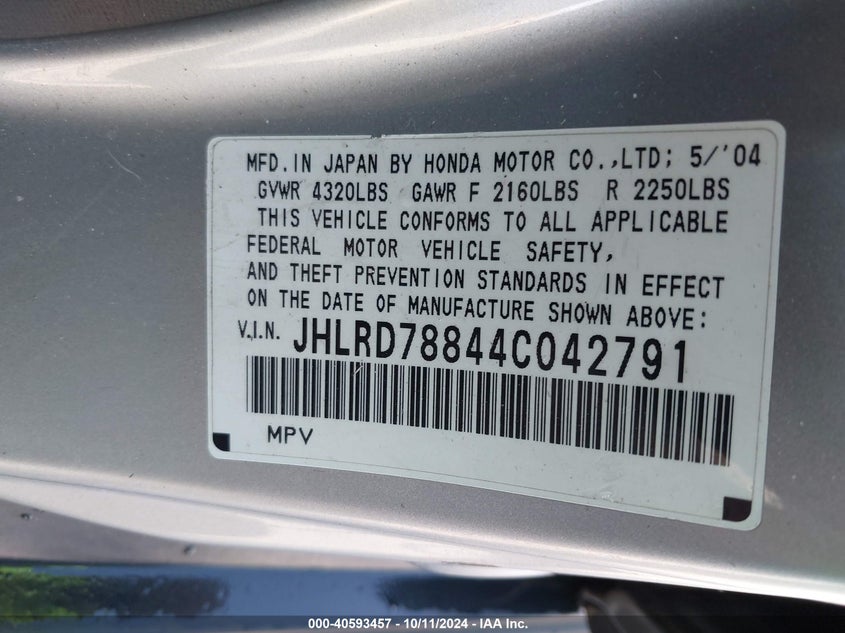 MFD.IN JAPAN BY HONDA MOTOR CO.,LTD; 5/'04
GVWR 4320LBS GAWR F 2160LBS R 2250LBS
THIS VEHICLE CONFORMS TO ALL APPLICABLE
FEDERAL MOTOR VEHICLE SAFETY,
AND THEFT PREVENTION STANDARDS IN EFFECT
ON THE DATE OF MANUFACTURE SHOWN ABOVE:
V.I.N. JHLRD78844C042791
MPV
000-40593457 - 10/11/2024 - IAA Inc.